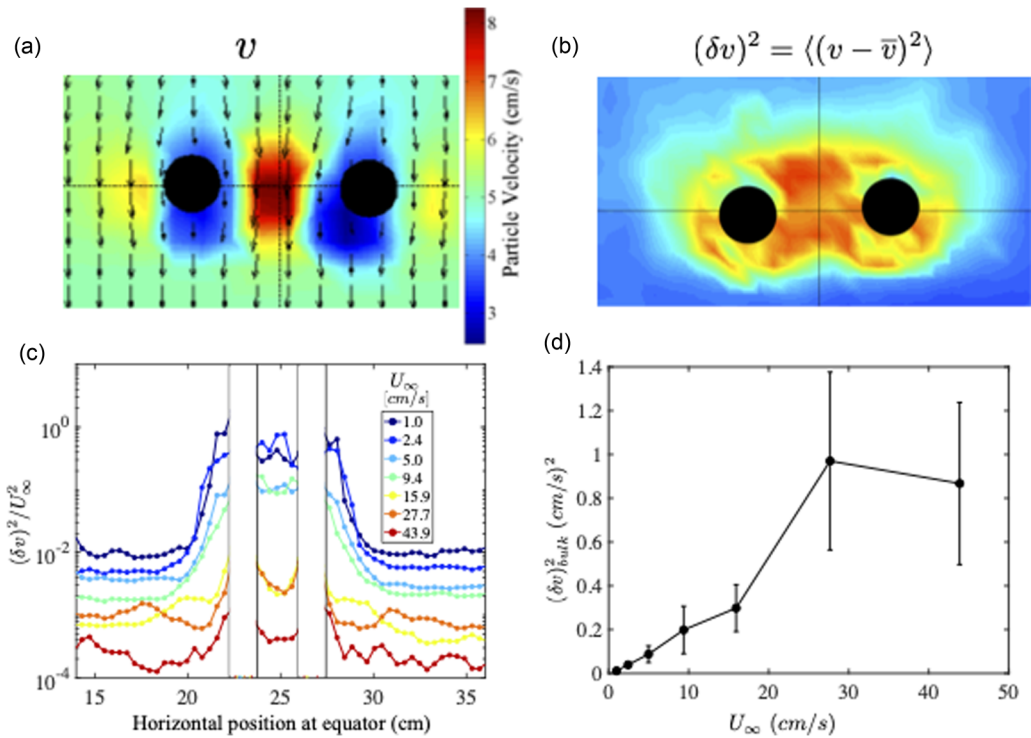 (a)
v
8
7
6
5
4
3
Particle Velocity (cm/s)
(b)
(δv)² = ⟨(v − v̅)²⟩
(c)
(δv)²/U∞²
10⁰
10⁻²
10⁻⁴
U∞
[cm/s]
1.0
2.4
5.0
9.4
15.9
27.7
43.9
15 20 25 30 35
Horizontal position at equator (cm)
(d)
(δv)²bulk (cm/s)²
1.4
1.2
1
0.8
0.6
0.4
0.2
0
0 10 20 30 40 50
U∞ (cm/s)